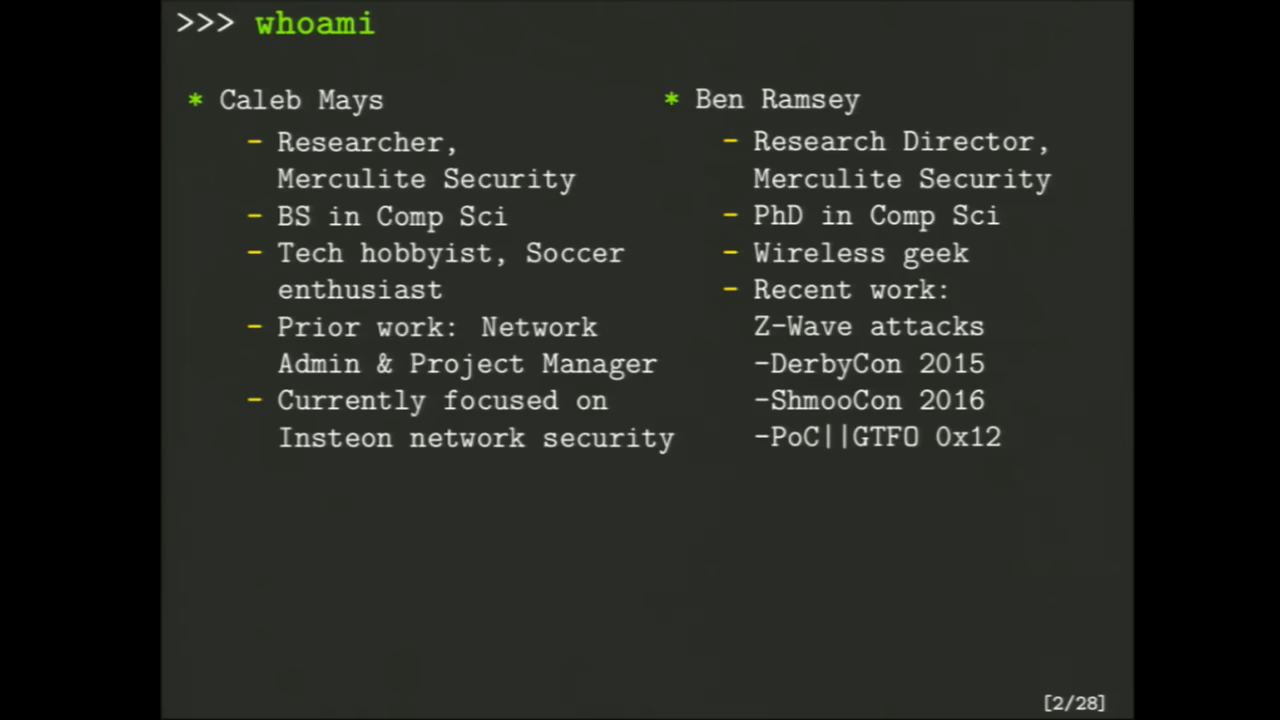 >>> whoami
* Caleb Mays
- Researcher,
Merculite Security
- BS in Comp Sci
- Tech hobbyist, Soccer
enthusiast
- Prior work: Network
Admin & Project Manager
- Currently focused on
Insteon network security
* Ben Ramsey
- Research Director,
Merculite Security
- PhD in Comp Sci
- Wireless geek
- Recent work:
Z-Wave attacks
-DerbyCon 2015
-ShmooCon 2016
-PoC||GTFO 0x12
[2/28]